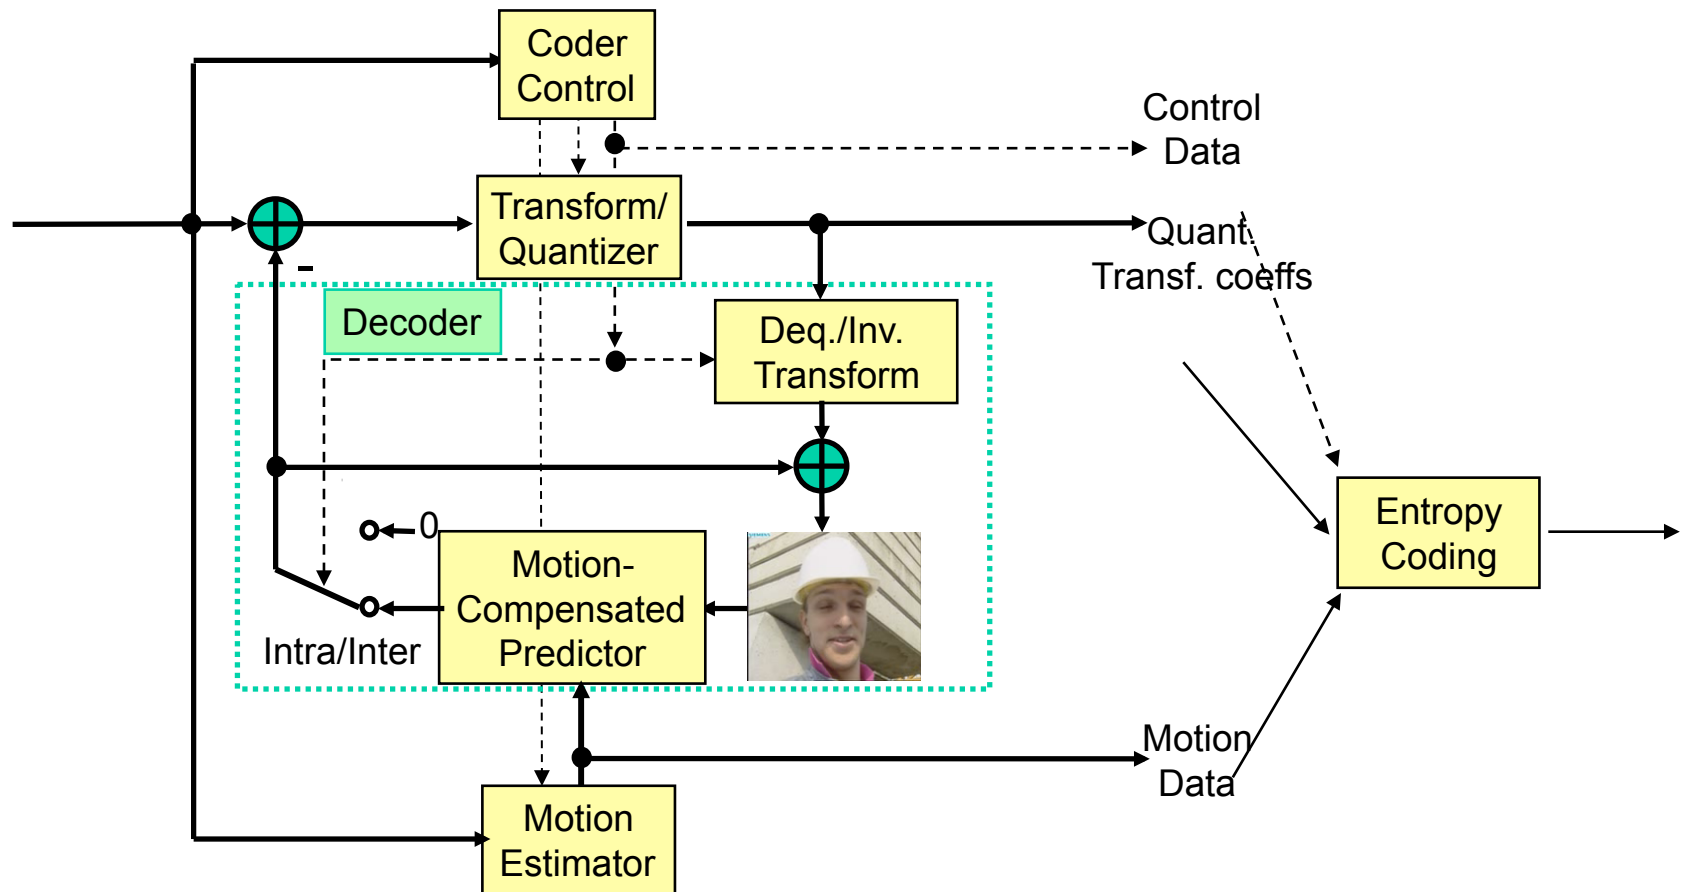 Coder
Control
Control
Data
Transform/
Quantizer
-
Quant.
Transf. coeffs
Decoder
Deq./Inv.
Transform
0
Motion-
Compensated
Predictor
Intra/Inter
Entropy
Coding
Motion
Data
Motion
Estimator